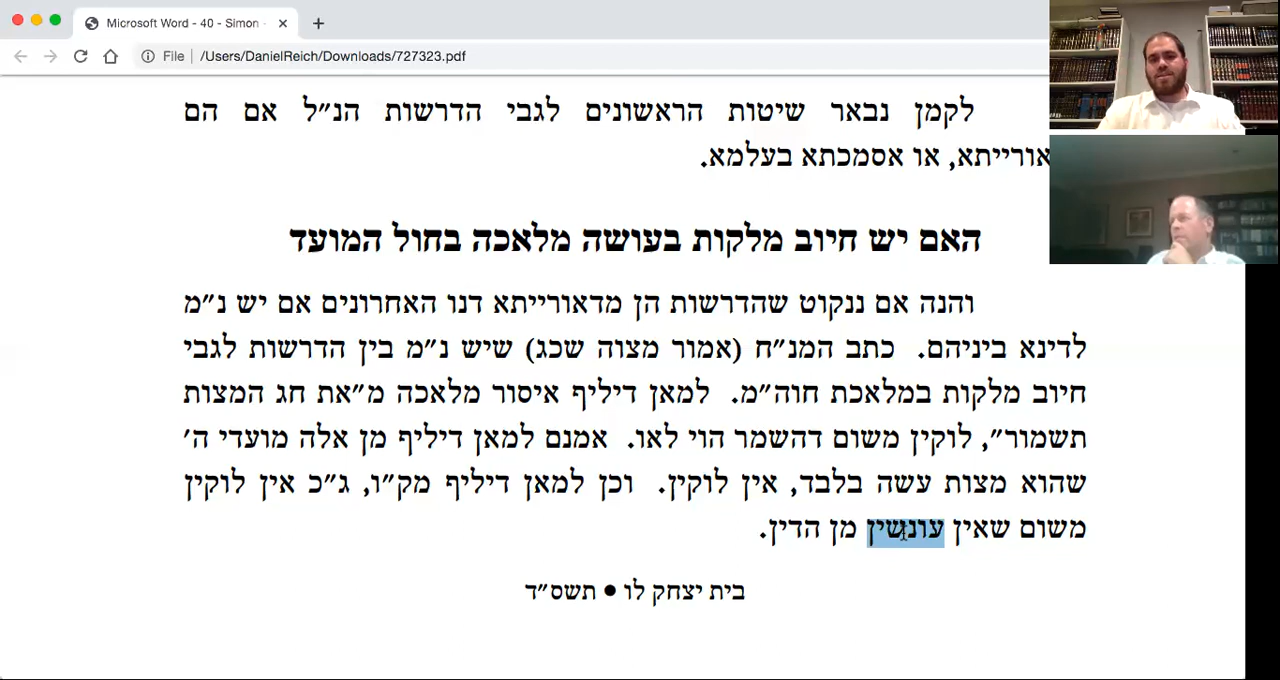 Microsoft Word - 40 - Simon -
File | /Users/DanielReich/Downloads/727323.pdf
לקמן נבאר שיטות הראשונים לגבי הדרשות הנ״ל אם הם
אורייתא, או אסמכתא בעלמא.
האם יש חיוב מלקות בעושה מלאכה בחול המועד
והנה אם ננקוט שהדרשות הן מדאורייתא דנו האחרונים אם יש נ״מ
לדינא ביניהם. כתב המנ״ח (אמור מצוה שכג) שיש נ״מ בין הדרשות לגבי
חיוב מלקות במלאכת חוה״מ. למאן דיליף איסור מלאכה מ״את חג המצות
תשמור״, לוקין משום דהשמר הוי לאו. אמנם למאן דיליף מן אלה מועדי ה׳
שהוא מצות עשה בלבד, אין לוקין. וכן למאן דיליף מק״ו, ג״כ אין לוקין
משום שאין עונשין מן הדין.
בית יצחק לו • תשס״ד